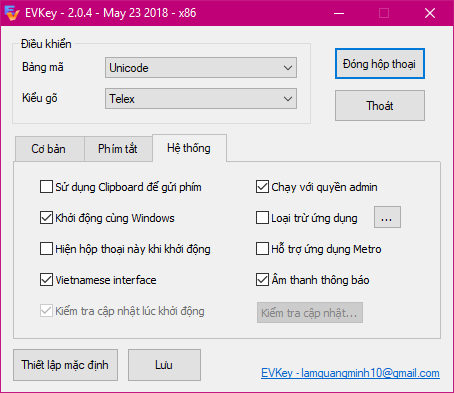 EVKey - 2.0.4 - May 23 2018 - x86
Điều khiển
Bảng mã
Unicode
Đóng hộp thoại
Kiểu gõ
Telex
Thoát
Cơ bản
Phím tắt
Hệ thống
Sử dụng Clipboard để gửi phím
Chạy với quyền admin
Khởi động cùng Windows
Loại trừ ứng dụng
...
Hiện hộp thoại này khi khởi động
Hỗ trợ ứng dụng Metro
Vietnamese interface
Âm thanh thông báo
Kiểm tra cập nhật lúc khởi động
Kiểm tra cập nhật...
Thiết lập mặc định
Lưu
EVKey - lamquangminh10@gmail.com